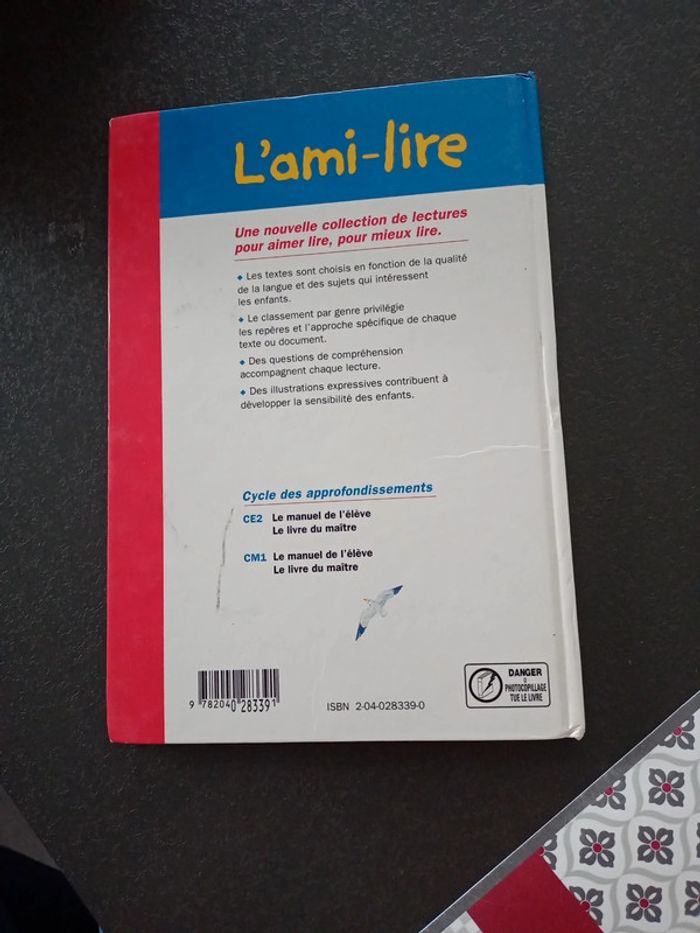 L'ami-lire
Une nouvelle collection de lectures
pour aimer lire, pour mieux lire.
◆ Les textes sont choisis en fonction de la qualité
de la langue et des sujets qui intéressent
les enfants.
◆ Le classement par genre privilégie
les repères et l'approche spécifique de chaque
texte ou document.
◆ Des questions de compréhension
accompagnent chaque lecture.
◆ Des illustrations expressives contribuent à
développer la sensibilité des enfants.
Cycle des approfondissements
CE2 Le manuel de l'élève
Le livre du maître
CM1 Le manuel de l'élève
Le livre du maître
9 782040 283391
ISBN 2-04-028339-0
DANGER
PHOTOCOPILLAGE
TUE LE LIVRE